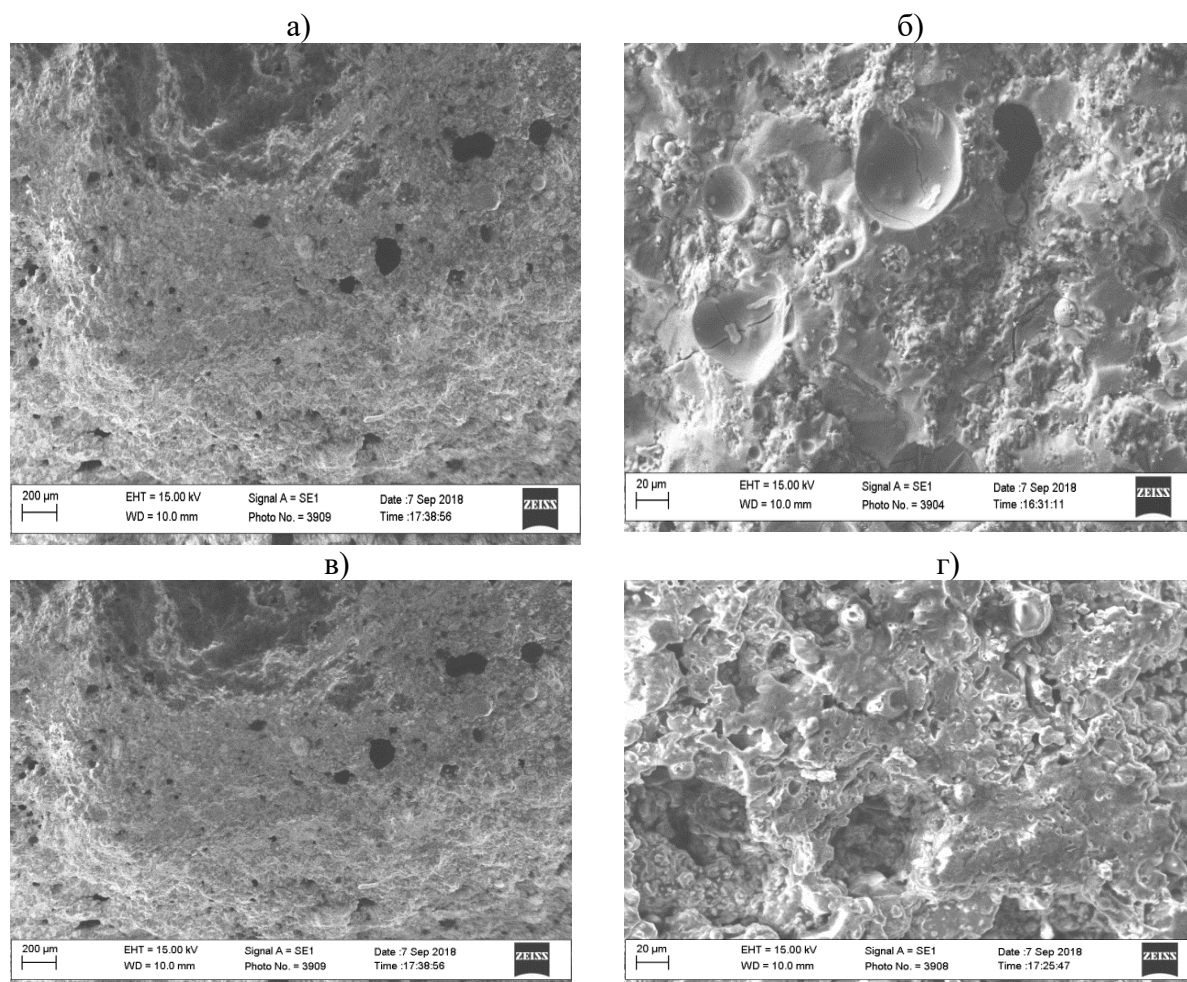 а)
б)
200 µm
EHT = 15.00 kV
Signal A = SE1
Date :7 Sep 2018
WD = 10.0 mm
Photo No. = 3909
Time :17:38:56
ZEISS
20 µm
EHT = 15.00 kV
Signal A = SE1
Date :7 Sep 2018
WD = 10.0 mm
Photo No. = 3904
Time :16:31:11
ZEISS
в)
г)
200 µm
EHT = 15.00 kV
Signal A = SE1
Date :7 Sep 2018
WD = 10.0 mm
Photo No. = 3909
Time :17:38:56
ZEISS
20 µm
EHT = 15.00 kV
Signal A = SE1
Date :7 Sep 2018
WD = 10.0 mm
Photo No. = 3908
Time :17:25:47
ZEISS